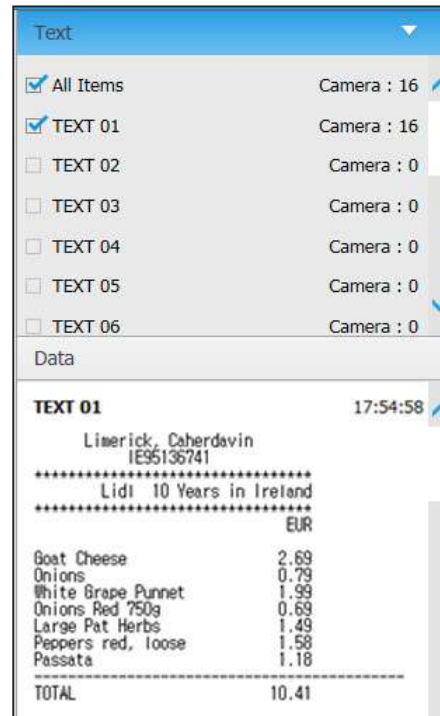 Text
All Items Camera : 16
TEXT 01 Camera : 16
TEXT 02 Camera : 0
TEXT 03 Camera : 0
TEXT 04 Camera : 0
TEXT 05 Camera : 0
TEXT 06 Camera : 0
Data
TEXT 01 17:54:58
Limerick, Caherdavin
IE95136741
**********************************
Lidl 10 Years in Ireland
**********************************
EUR
Goat Cheese 2.69
Onions 0.79
White Grape Punnet 1.99
Onions Red 750g 0.69
Large Pat Herbs 1.49
Peppers red, loose 1.58
Passata 1.18
--------------------------------------------
TOTAL 10.41